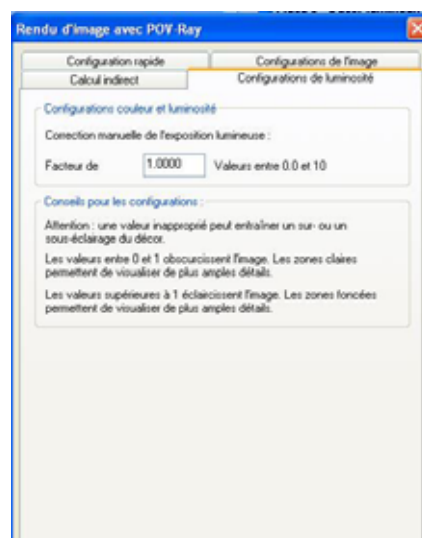 Rendu d'image avec POV-Ray
Configuration rapide
Configurations de l'image
Calcul indirect
Configurations de luminosité
Configurations couleur et luminosité
Correction manuelle de l'exposition lumineuse :
Facteur de 1.0000 Valeurs entre 0.0 et 10
Conseils pour les configurations :
Attention : une valeur inapproprié peut entraîner un sur- ou un
sous-éclairage du décor.
Les valeurs entre 0 et 1 obscurcissent l'image. Les zones claires
permettent de visualiser de plus amples détails.
Les valeurs supérieures à 1 éclaircissent l'image. Les zones foncées
permettent de visualiser de plus amples détails.